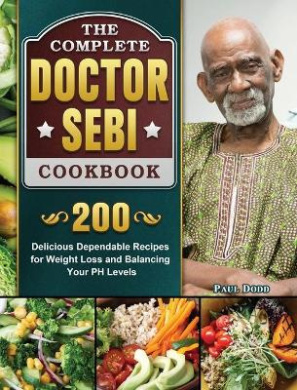 THE
COMPLETE
DOCTOR
SEBI
COOKBOOK
200
Delicious Dependable Recipes
for Weight Loss and Balancing
Your PH Levels
Paul Dodd